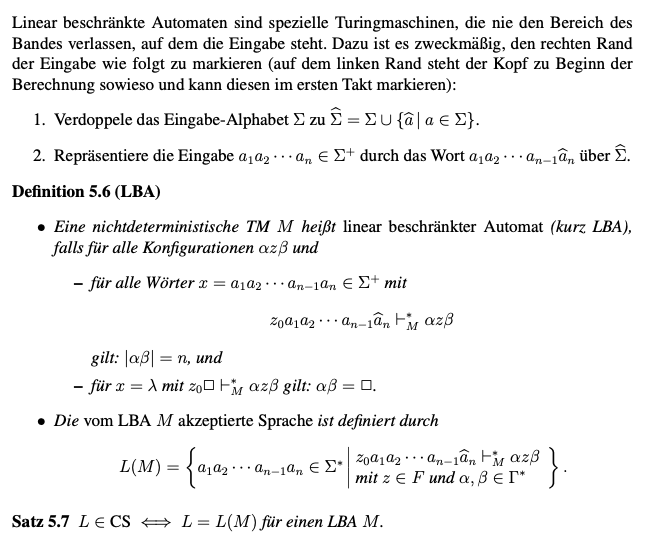 Linear beschränkte Automaten sind spezielle Turingmaschinen, die nie den Bereich des
Bandes verlassen, auf dem die Eingabe steht. Dazu ist es zweckmäßig, den rechten Rand
der Eingabe wie folgt zu markieren (auf dem linken Rand steht der Kopf zu Beginn der
Berechnung sowieso und kann diesen im ersten Takt markieren):
1. Verdoppele das Eingabe-Alphabet Σ zu Σ̂ = Σ ∪ {â | a ∈ Σ}.
2. Repräsentiere die Eingabe a₁a₂ ⋯ aₙ ∈ Σ⁺ durch das Wort a₁a₂ ⋯ aₙ₋₁âₙ über Σ̂.
Definition 5.6 (LBA)
• Eine nichtdeterministische TM M heißt linear beschränkter Automat (kurz LBA),
falls für alle Konfigurationen αzβ und
– für alle Wörter x = a₁a₂ ⋯ aₙ₋₁aₙ ∈ Σ⁺ mit
z₀a₁a₂ ⋯ aₙ₋₁âₙ ⊢*_M αzβ
gilt: |αβ| = n, und
– für x = λ mit z₀□ ⊢*_M αzβ gilt: αβ = □.
• Die vom LBA M akzeptierte Sprache ist definiert durch
L(M) = { a₁a₂ ⋯ aₙ₋₁aₙ ∈ Σ* | z₀a₁a₂ ⋯ aₙ₋₁âₙ ⊢*_M αzβ
mit z ∈ F und α, β ∈ Γ* } .
Satz 5.7 L ∈ CS ⟺ L = L(M) für einen LBA M.